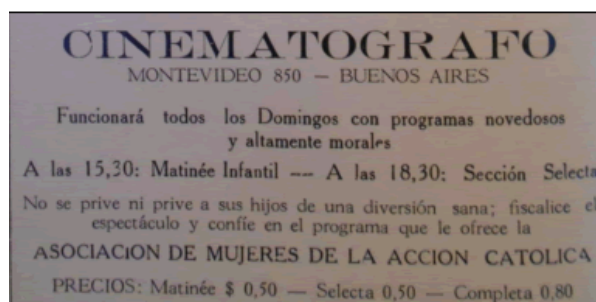 CINEMATOGRAFO
MONTEVIDEO 850 — BUENOS AIRES
Funcionará todos los Domingos con programas novedosos
y altamente morales
A las 15,30: Matinée Infantil -- A las 18,30: Sección Selecta
No se prive ni prive a sus hijos de una diversión sana; fiscalice el
espectáculo y confíe en el programa que le ofrece la
ASOCIACION DE MUJERES DE LA ACCION CATOLICA
PRECIOS: Matinée $ 0,50 — Selecta 0,50 — Completa 0,80